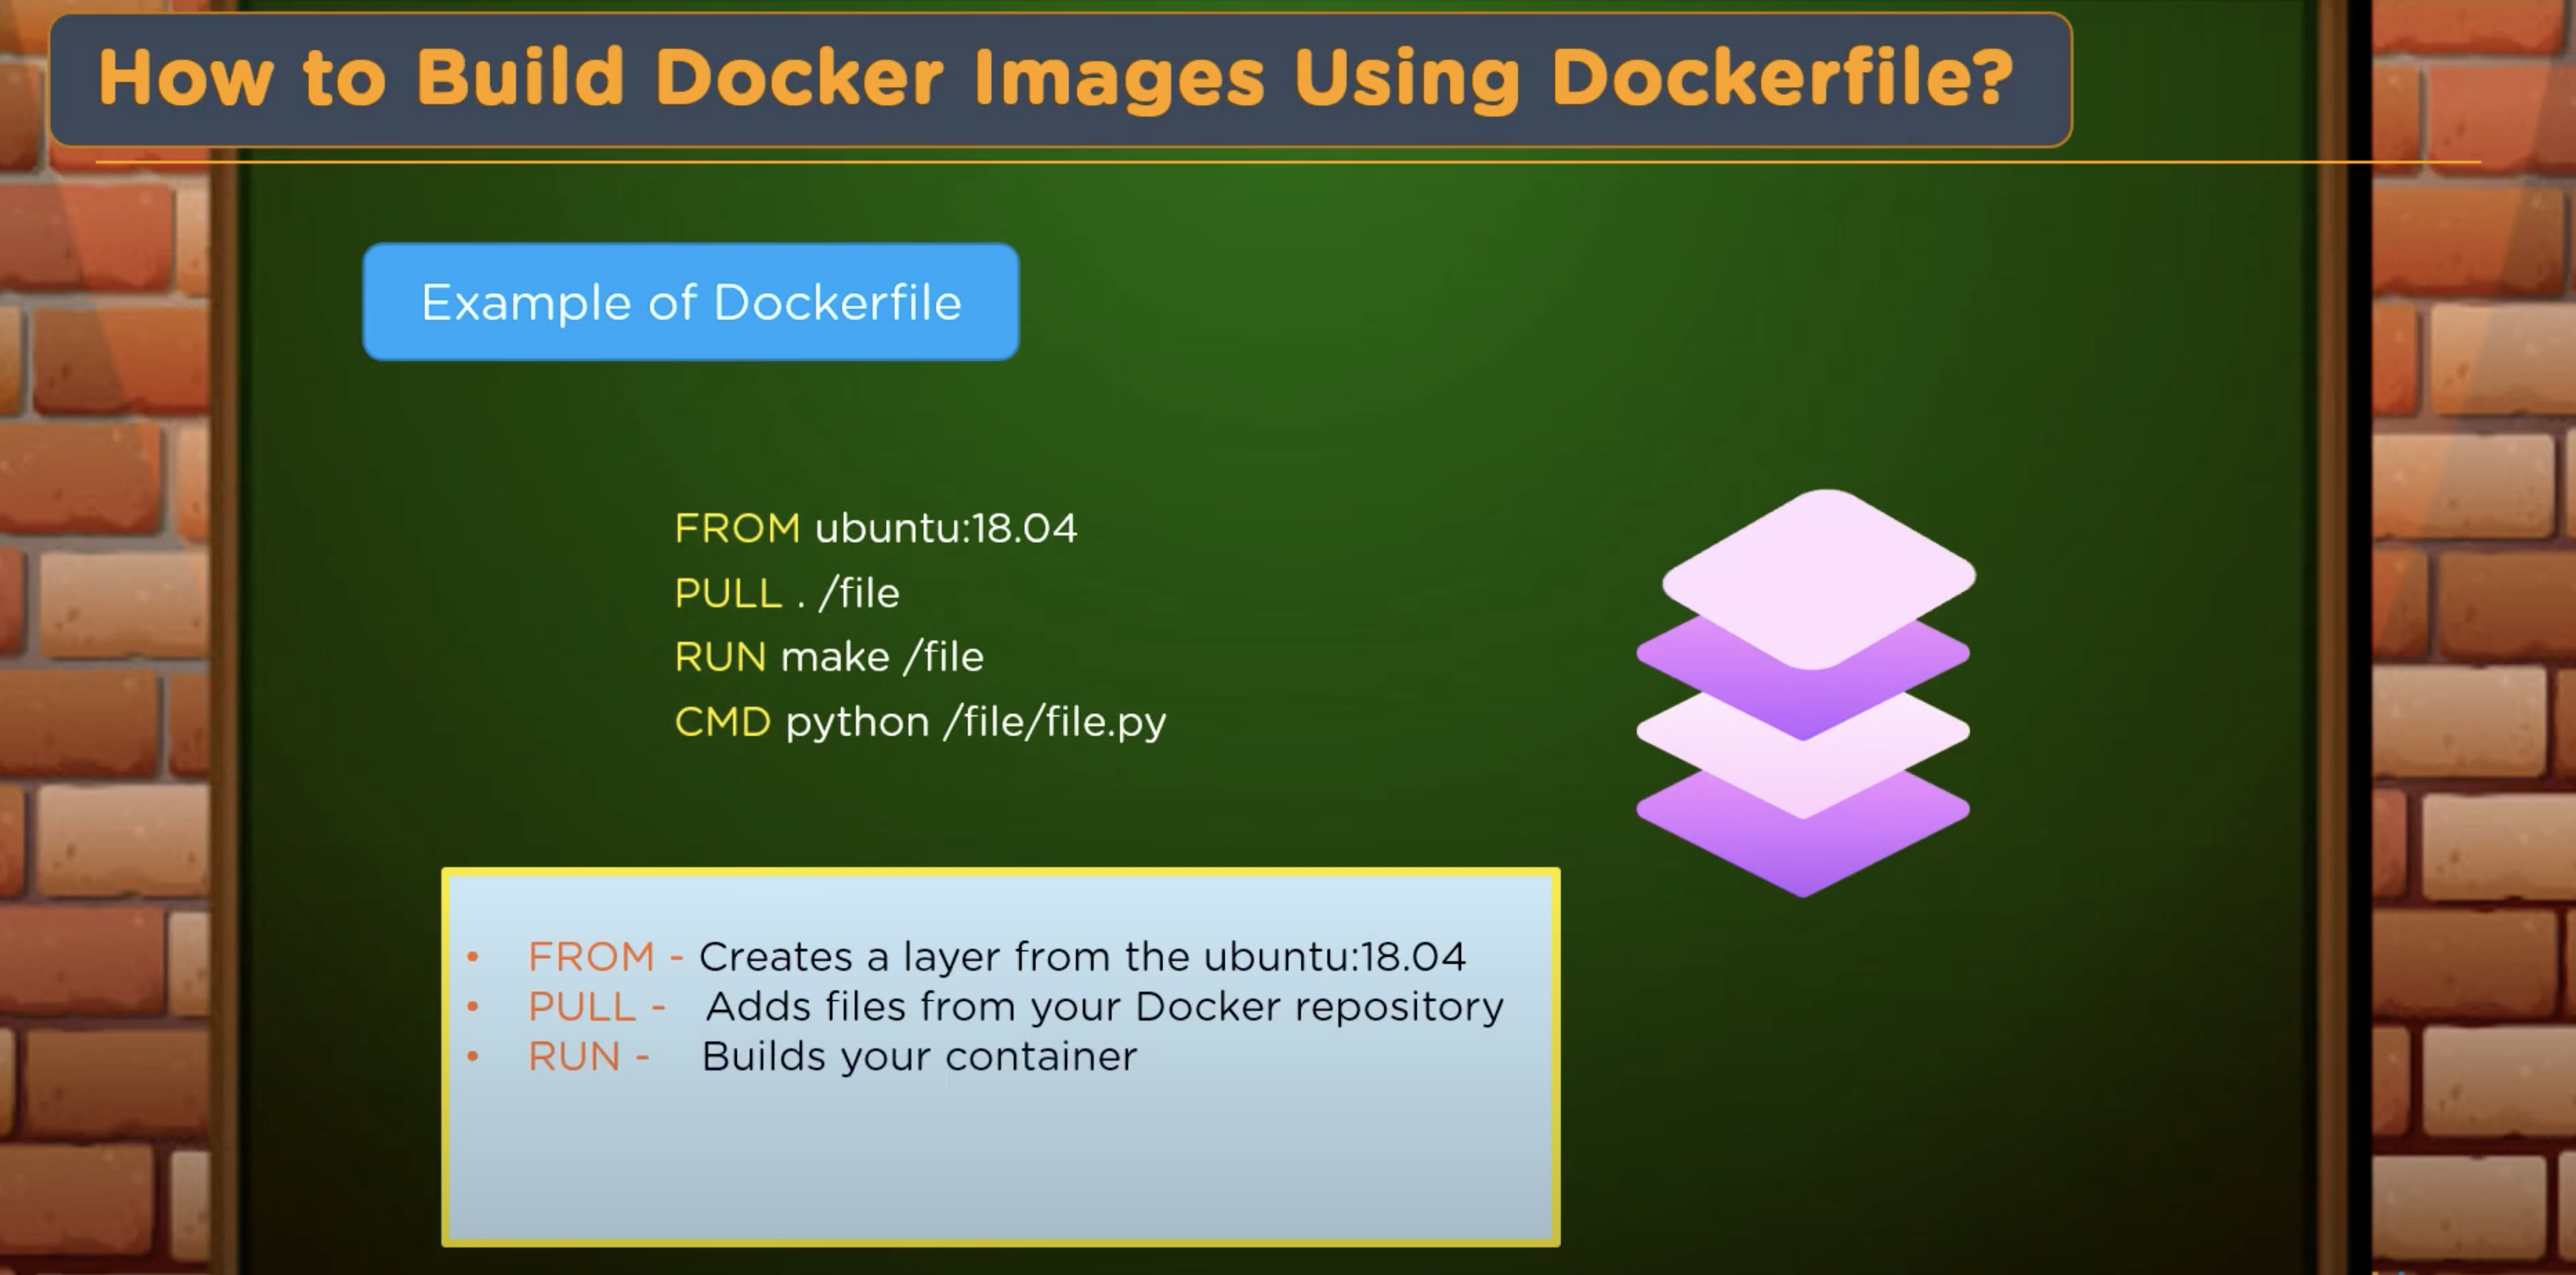 How to Build Docker Images Using Dockerfile?
Example of Dockerfile
FROM ubuntu:18.04
PULL . /file
RUN make /file
CMD python /file/file.py
• FROM - Creates a layer from the ubuntu:18.04
• PULL - Adds files from your Docker repository
• RUN - Builds your container